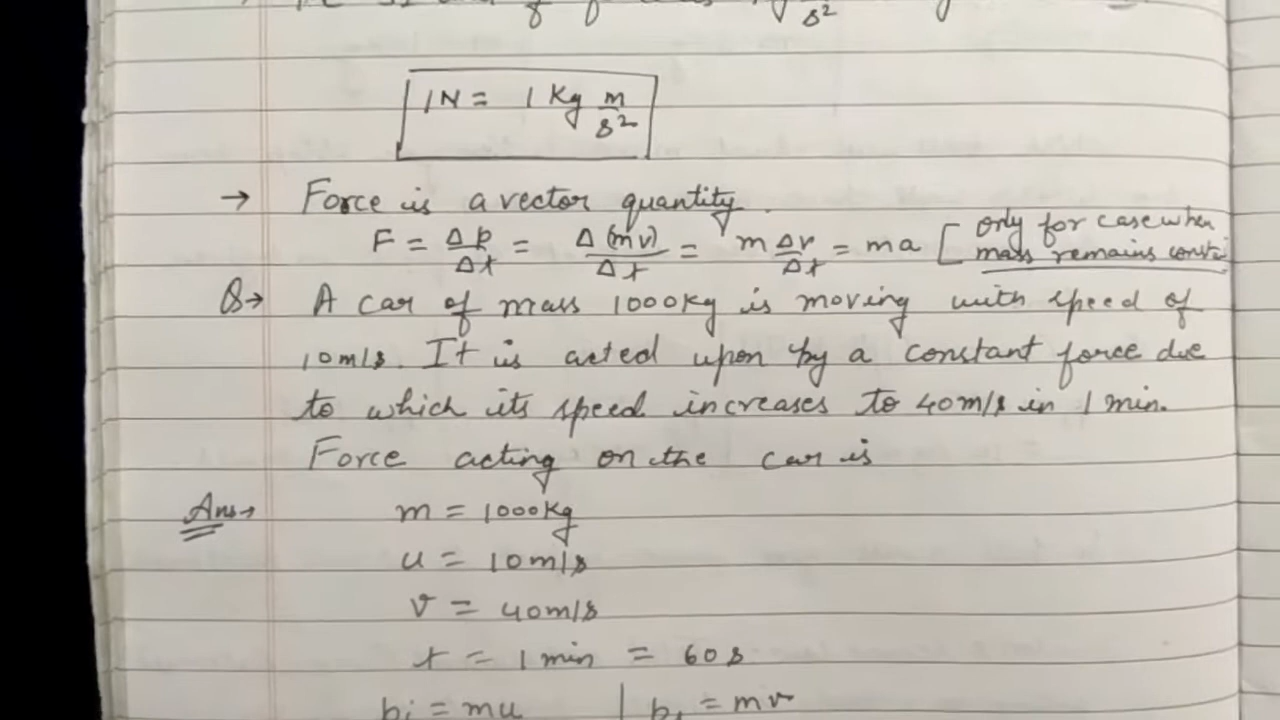 1N = 1 Kg m/s²
→ Force is a vector quantity.
F = Δp/Δt = Δ(mv)/Δt = m Δv/Δt = ma [only for case when
mass remains
Q→ A car of mass 1000kg is moving with speed of
10m/s. It is acted upon by a constant force due
to which its speed increases to 40m/s in 1 min.
Force acting on the car is
Ans→ m = 1000kg
u = 10m/s
v = 40m/s
t = 1 min = 60s
pi = mu | = mv